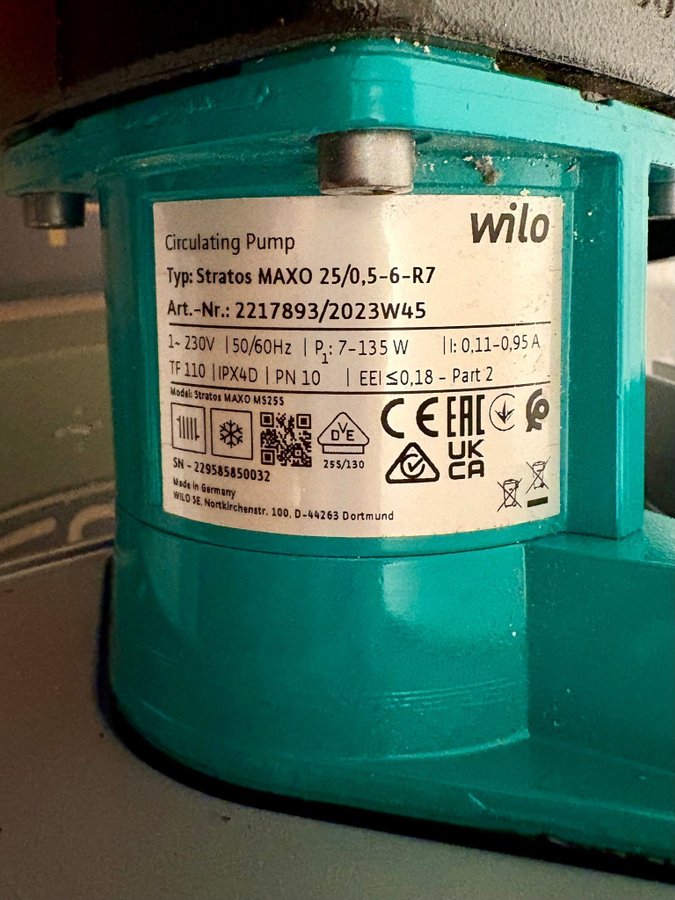 wilo
Circulating Pump
Typ: Stratos MAXO 25/0,5-6-R7
Art.-Nr.: 2217893/2023W45
1~ 230V | 50/60Hz | P1: 7-135 W | I: 0,11-0,95 A
TF 110 | IPX4D | PN 10 | EEI ≤0,18 - Part 2
Model: Stratos MAXO MS255
DVE
255/130
CE EAC
UK
CA
SN - 229585850032
Made in Germany
WILO SE, Nortkirchenstr. 100, D-44263 Dortmund